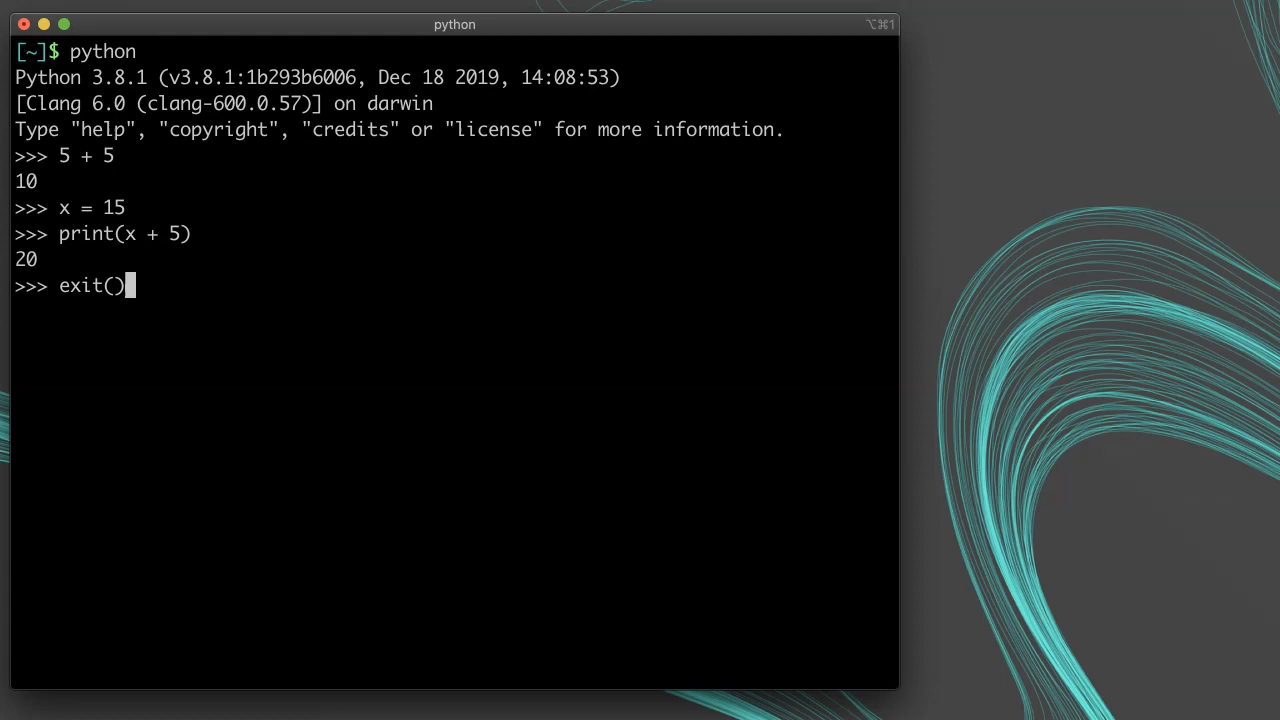 python
⌥⌘1
[~]$ python
Python 3.8.1 (v3.8.1:1b293b6006, Dec 18 2019, 14:08:53)
[Clang 6.0 (clang-600.0.57)] on darwin
Type "help", "copyright", "credits" or "license" for more information.
>>> 5 + 5
10
>>> x = 15
>>> print(x + 5)
20
>>> exit()